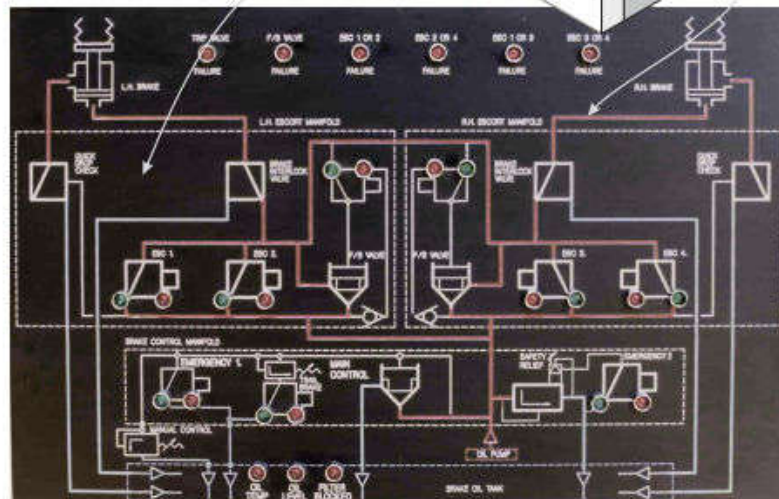 TRIP VALVE
FAILURE
F/S VALVE
FAILURE
ESC 1 OR 2
FAILURE
ESC 2 OR 4
FAILURE
ESC 1 OR 3
FAILURE
ESC 3 OR 4
FAILURE
L.H. BRAKE
R.H. BRAKE
L.H. ESCORT MANIFOLD
R.H. ESCORT MANIFOLD
CHECK
BRAKE
INTERLOCK
VALVE
BRAKE
INTERLOCK
VALVE
CHECK
F/S VALVE
F/S VALVE
ESC 1.
ESC 2.
ESC 3.
ESC 4.
BRAKE CONTROL MANIFOLD
EMERGENCY 1.
MAIN
CONTROL
SAFETY
RELIEF
EMERGENCY 2
BRAKE
MANUAL CONTROL
OIL PUMP
OIL
TEMP
OIL
LEVEL
FILTER
BLOCKED
BRAKE OIL TANK